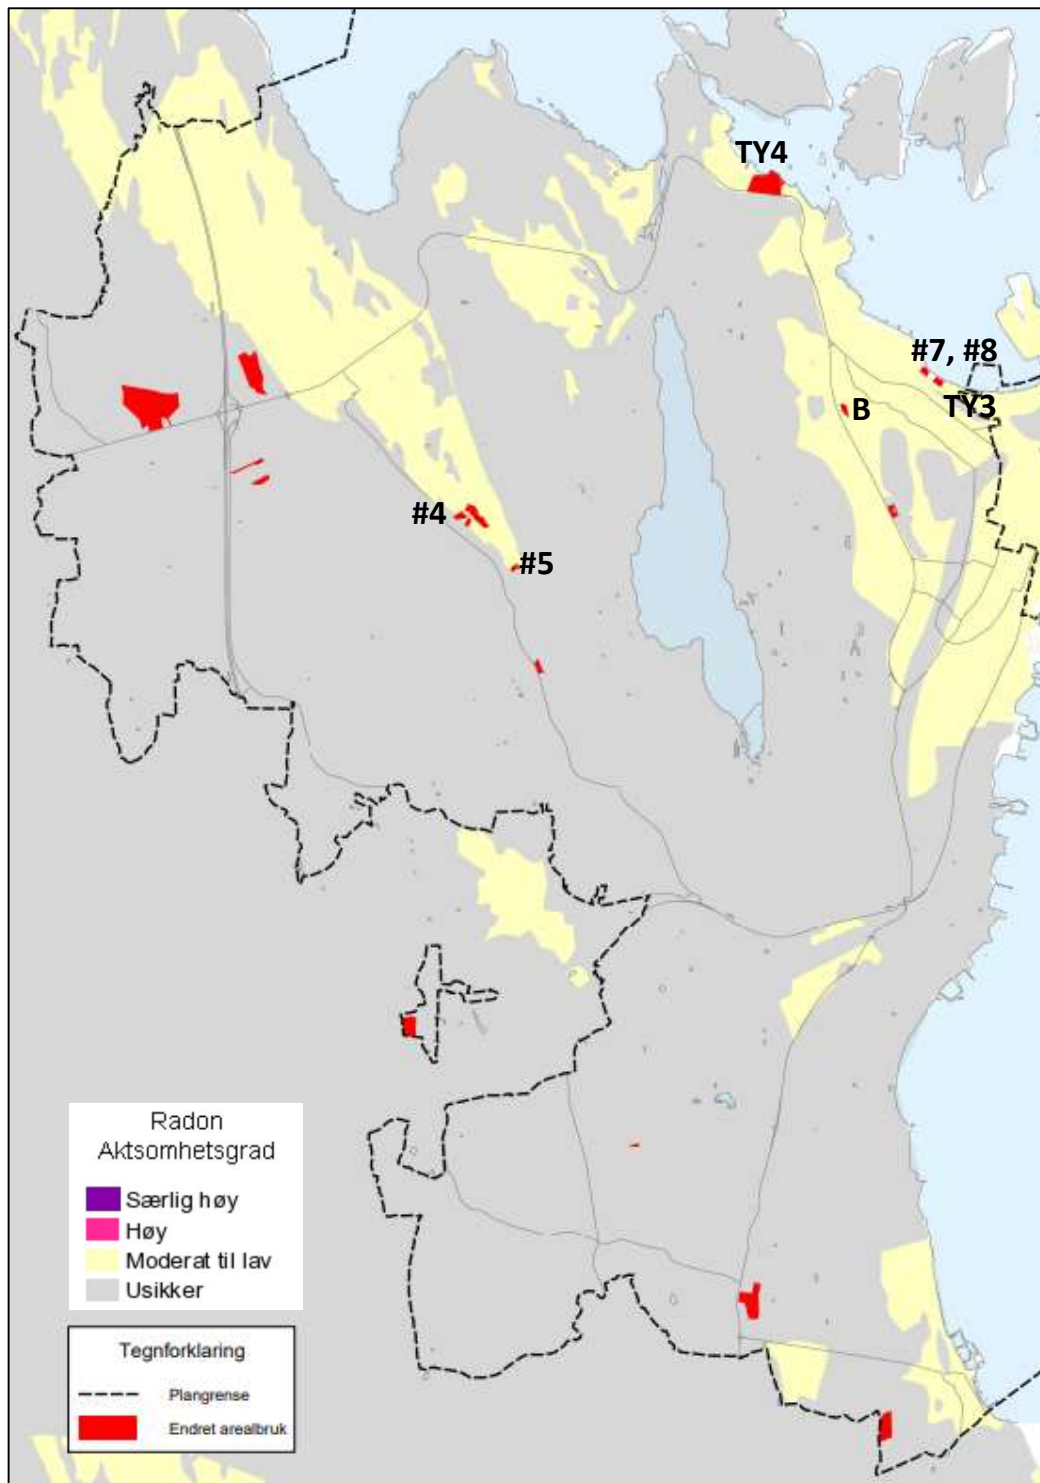 TY4
#7, #8
B
TY3
#4
#5
Radon
Aktsomhetsgrad
Særlig høy
Høy
Moderat til lav
Usikker
Tegnforklaring
Plangrense
Endret arealbruk